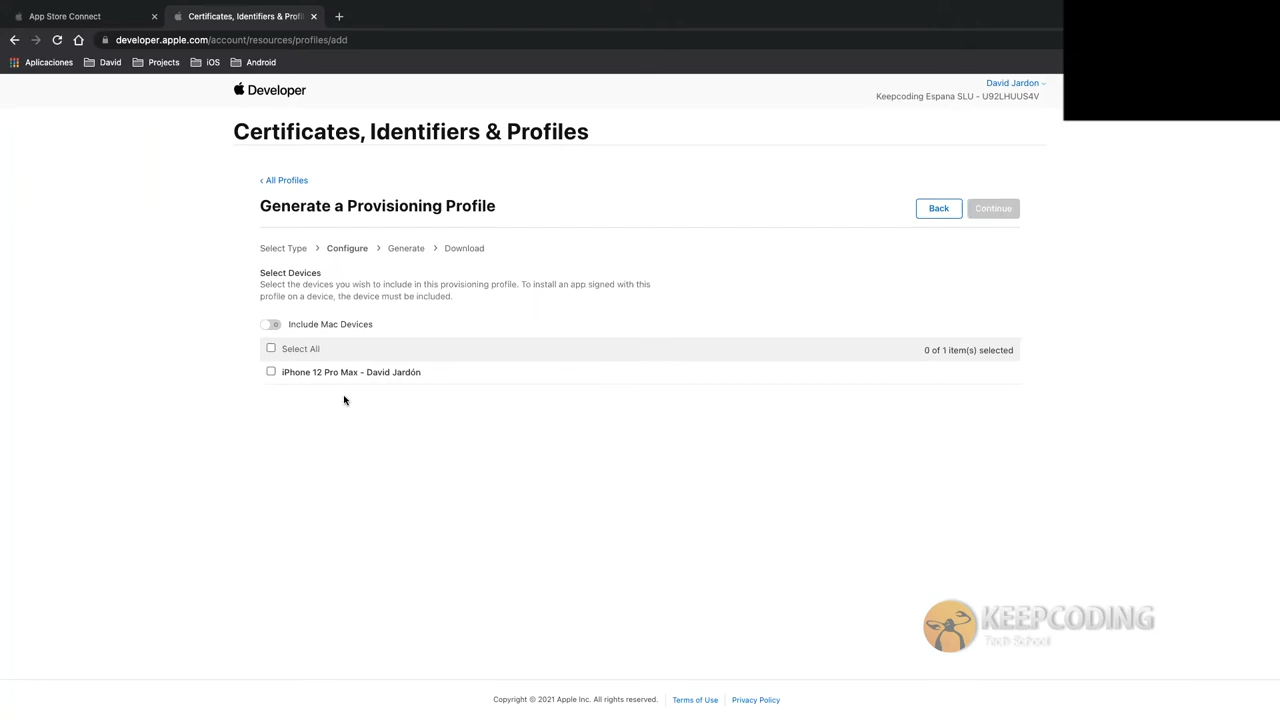 App Store Connect
Certificates, Identifiers & Profi
developer.apple.com/account/resources/profiles/add
Aplicaciones David Projects iOS Android
Developer
David Jardon
Keepcoding Espana SLU - U92LHUUS4V
Certificates, Identifiers & Profiles
‹ All Profiles
Generate a Provisioning Profile
Back Continue
Select Type > Configure > Generate > Download
Select Devices
Select the devices you wish to include in this provisioning profile. To install an app signed with this
profile on a device, the device must be included.
Include Mac Devices
Select All 0 of 1 item(s) selected
iPhone 12 Pro Max - David Jardón
KEEPCODING
Tech School
Copyright © 2021 Apple Inc. All rights reserved. Terms of Use Privacy Policy